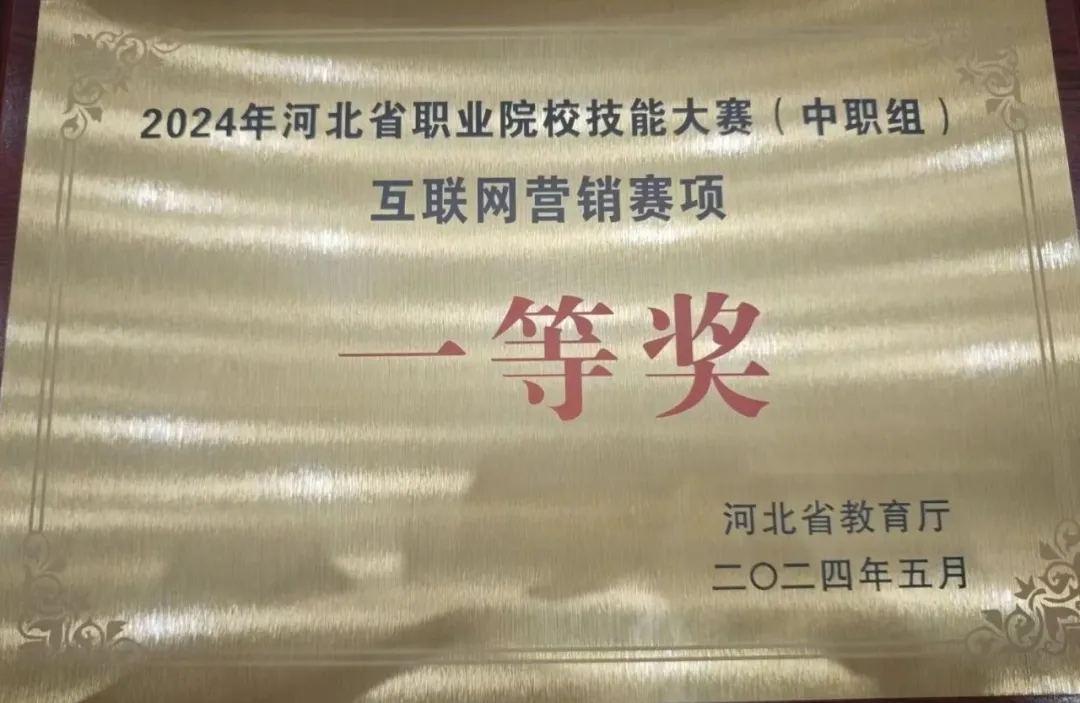 2024年河北省职业院校技能大赛（中职组）
互联网营销赛项
一等奖
河北省教育厅
二〇二四年五月